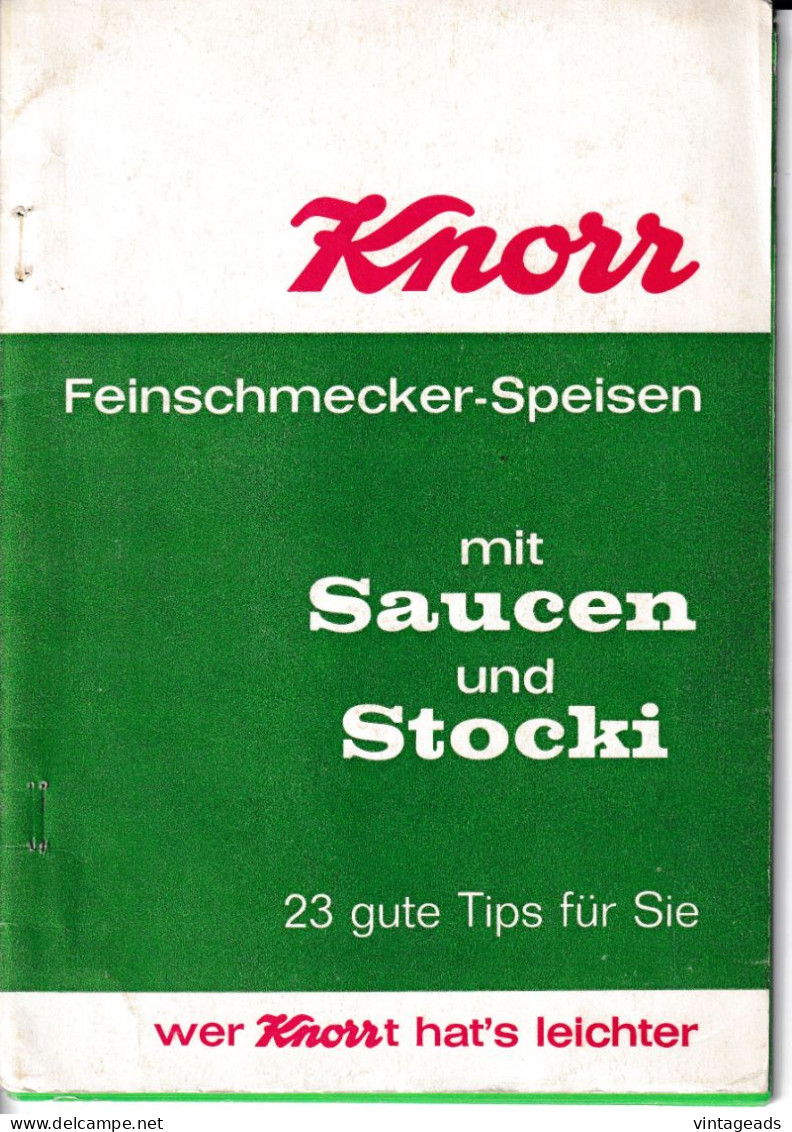 Knorr
Feinschmecker-Speisen
mit
Saucen
und
Stocki
23 gute Tips für Sie
wer Knorrt hat's leichter
DELCAMPE.NET
vintageads